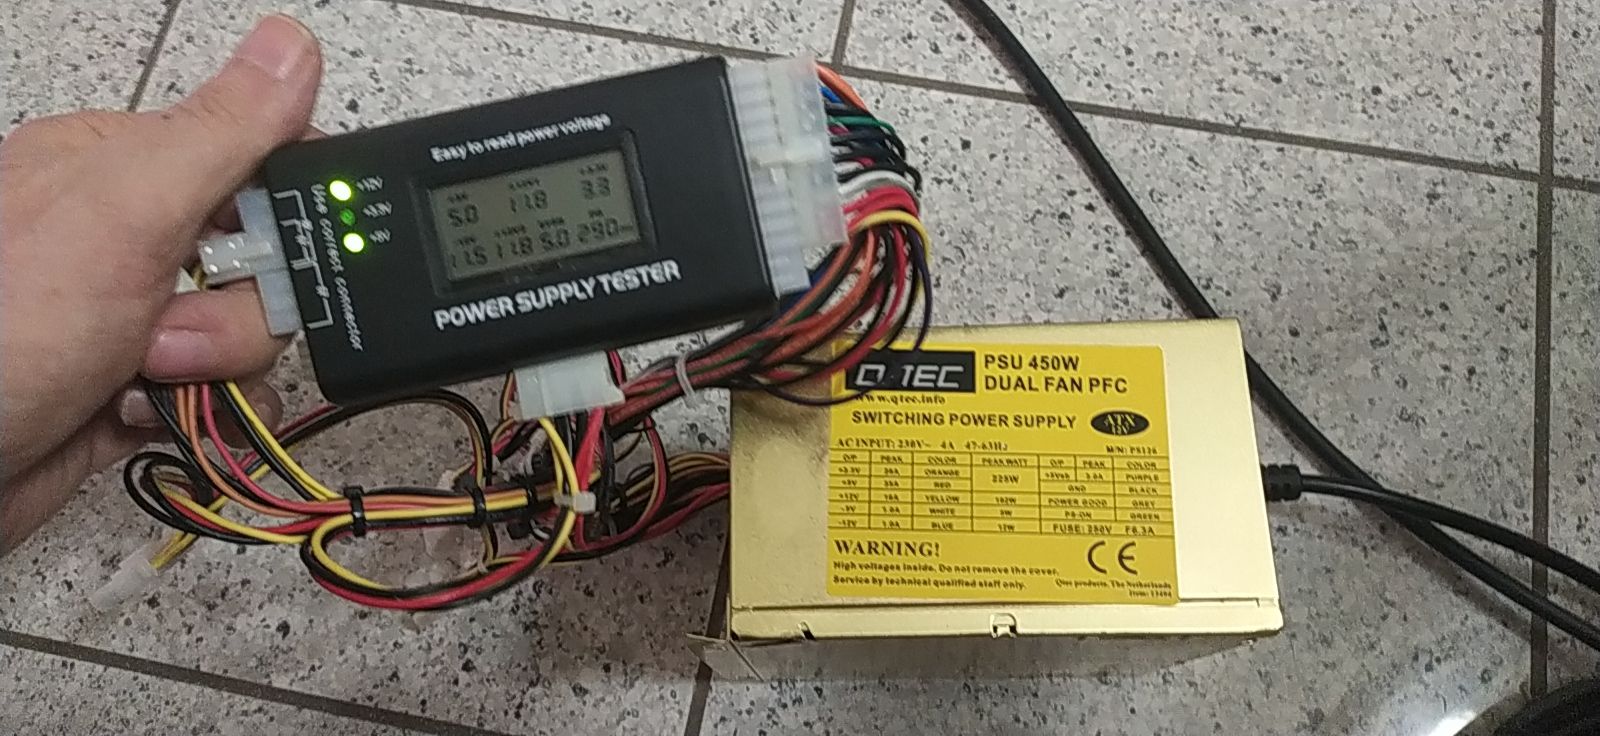 Easy to read power voltage
+12V
+3.3V
+5V
Use correct connector
5.0 11.8 3.3
11.5 11.8 5.0 290
POWER SUPPLY TESTER
Q-TEC
PSU 450W
DUAL FAN PFC
www.qtec.info
SWITCHING POWER SUPPLY
ATX
12V
AC INPUT: 230V~ 4A 47-63Hz
M/N: PS126
O/P PEAK COLOR PEAK WATT O/P PEAK COLOR
+3.3V ORANGE 225W +5Vsb 2.0A PURPLE
+5V RED GND BLACK
+12V YELLOW 192W POWER GOOD GREY
-5V 1.0A WHITE 5W PS-ON GREEN
-12V 1.0A BLUE 12W FUSE: 250V F6.3A
WARNING!
High voltages inside. Do not remove the cover.
Service by technical qualified staff only.
CE
Qtec products, The Netherlands